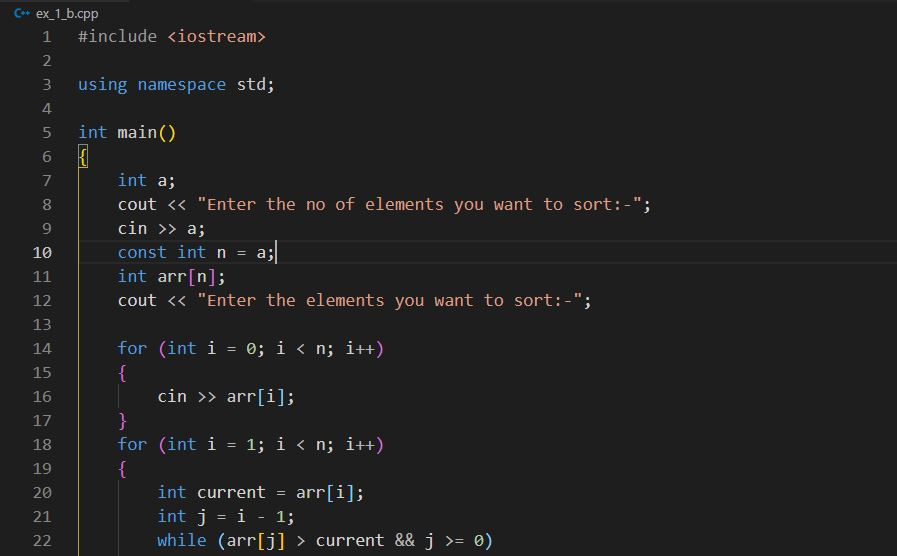 C++ ex_1_b.cpp
1 #include <iostream>
2
3 using namespace std;
4
5 int main()
6 {
7 int a;
8 cout << "Enter the no of elements you want to sort:-";
9 cin >> a;
10 const int n = a;
11 int arr[n];
12 cout << "Enter the elements you want to sort:-";
13
14 for (int i = 0; i < n; i++)
15 {
16 cin >> arr[i];
17 }
18 for (int i = 1; i < n; i++)
19 {
20 int current = arr[i];
21 int j = i - 1;
22 while (arr[j] > current && j >= 0)